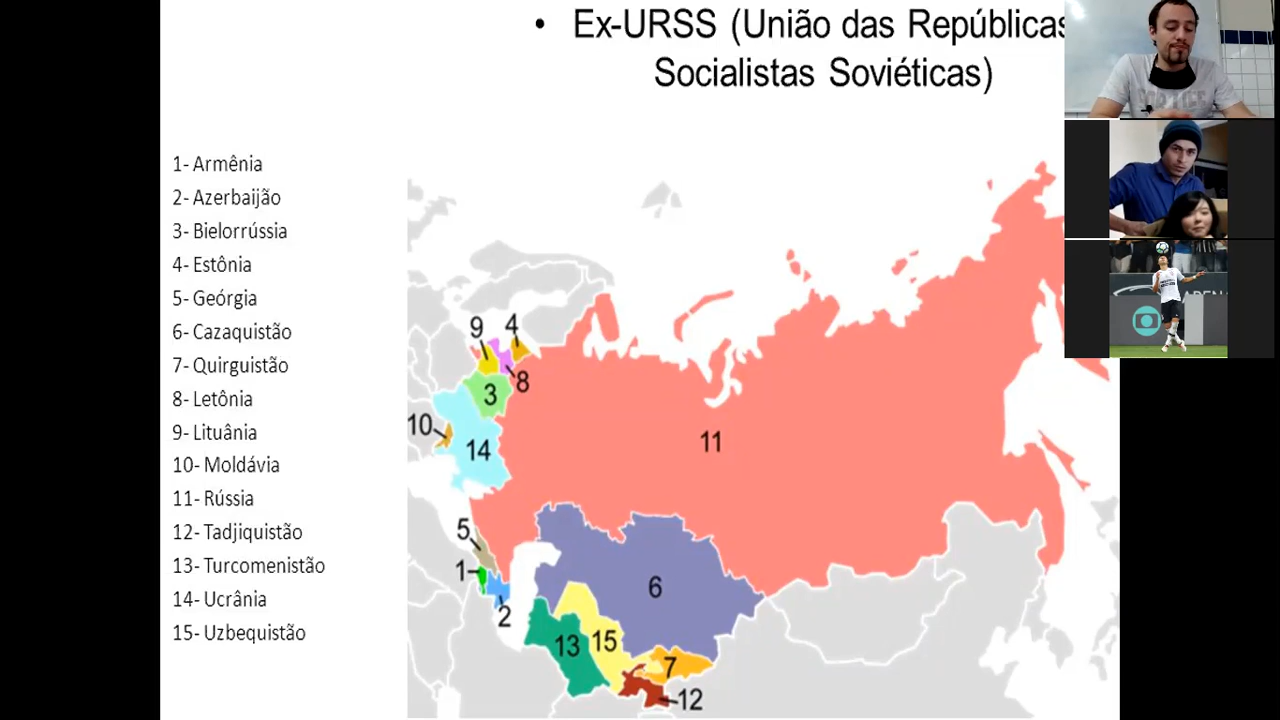 • Ex-URSS (União das Repúblicas
Socialistas Soviéticas)
1- Armênia
2- Azerbaijão
3- Bielorrússia
4- Estônia
5- Geórgia
6- Cazaquistão
7- Quirguistão
8- Letônia
9- Lituânia
10- Moldávia
11- Rússia
12- Tadjiquistão
13- Turcomenistão
14- Ucrânia
15- Uzbequistão
9
4
8
3
10
14
11
5
1
2
6
13
15
7
12